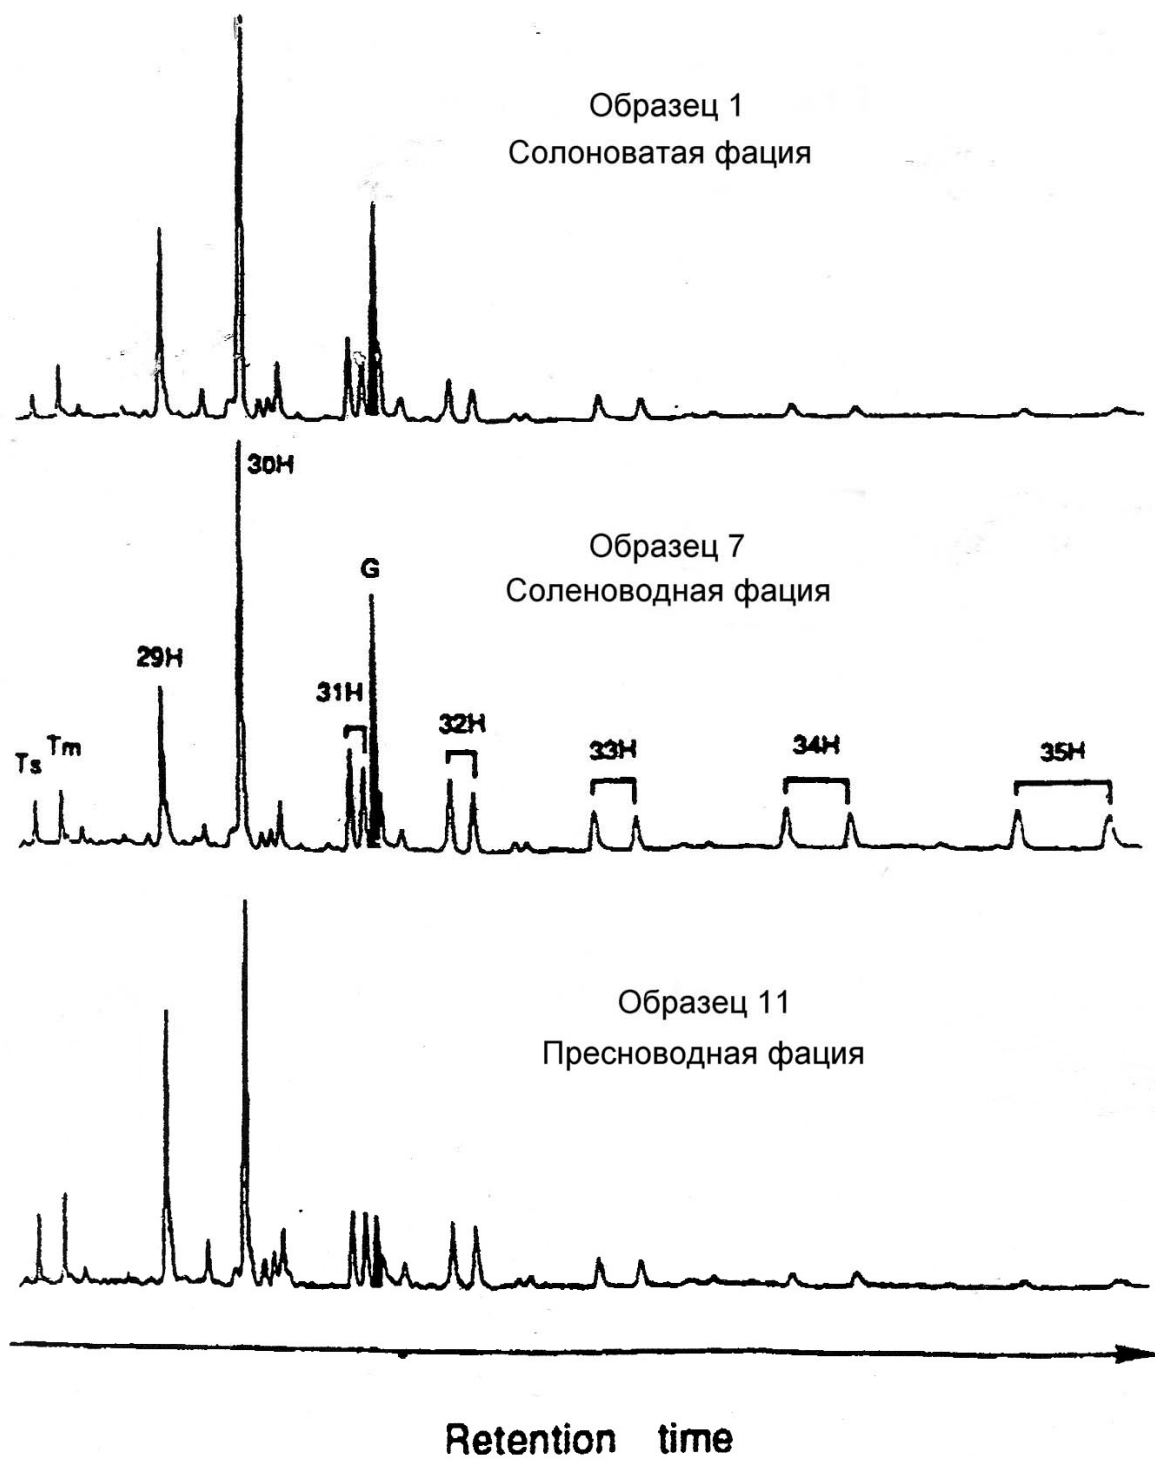 Образец 1
Солоноватая фация
30H
Образец 7
Соленоводная фация
G
29H
31H
32H
33H
34H
35H
Ts
Tm
Образец 11
Пресноводная фация
Retention time